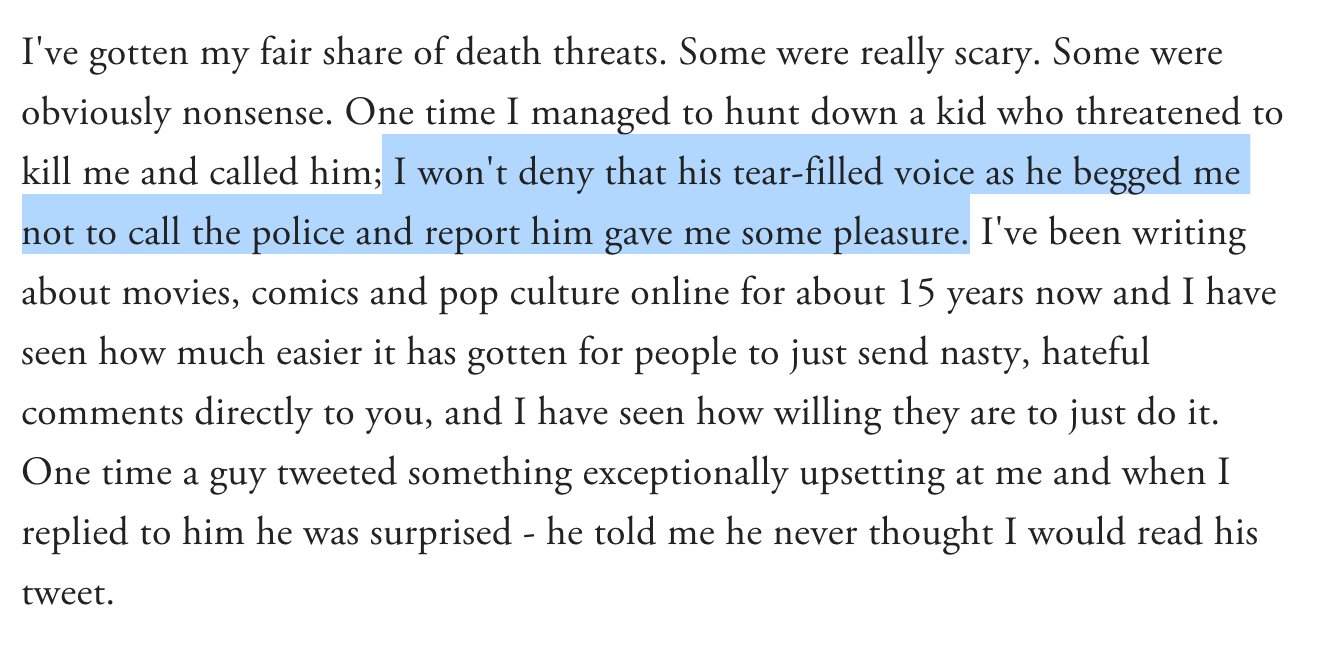 I've gotten my fair share of death threats. Some were really scary. Some were
obviously nonsense. One time I managed to hunt down a kid who threatened to
kill me and called him; I won't deny that his tear-filled voice as he begged me
not to call the police and report him gave me some pleasure. I've been writing
about movies, comics and pop culture online for about 15 years now and I have
seen how much easier it has gotten for people to just send nasty, hateful
comments directly to you, and I have seen how willing they are to just do it.
One time a guy tweeted something exceptionally upsetting at me and when I
replied to him he was surprised - he told me he never thought I would read his
tweet.